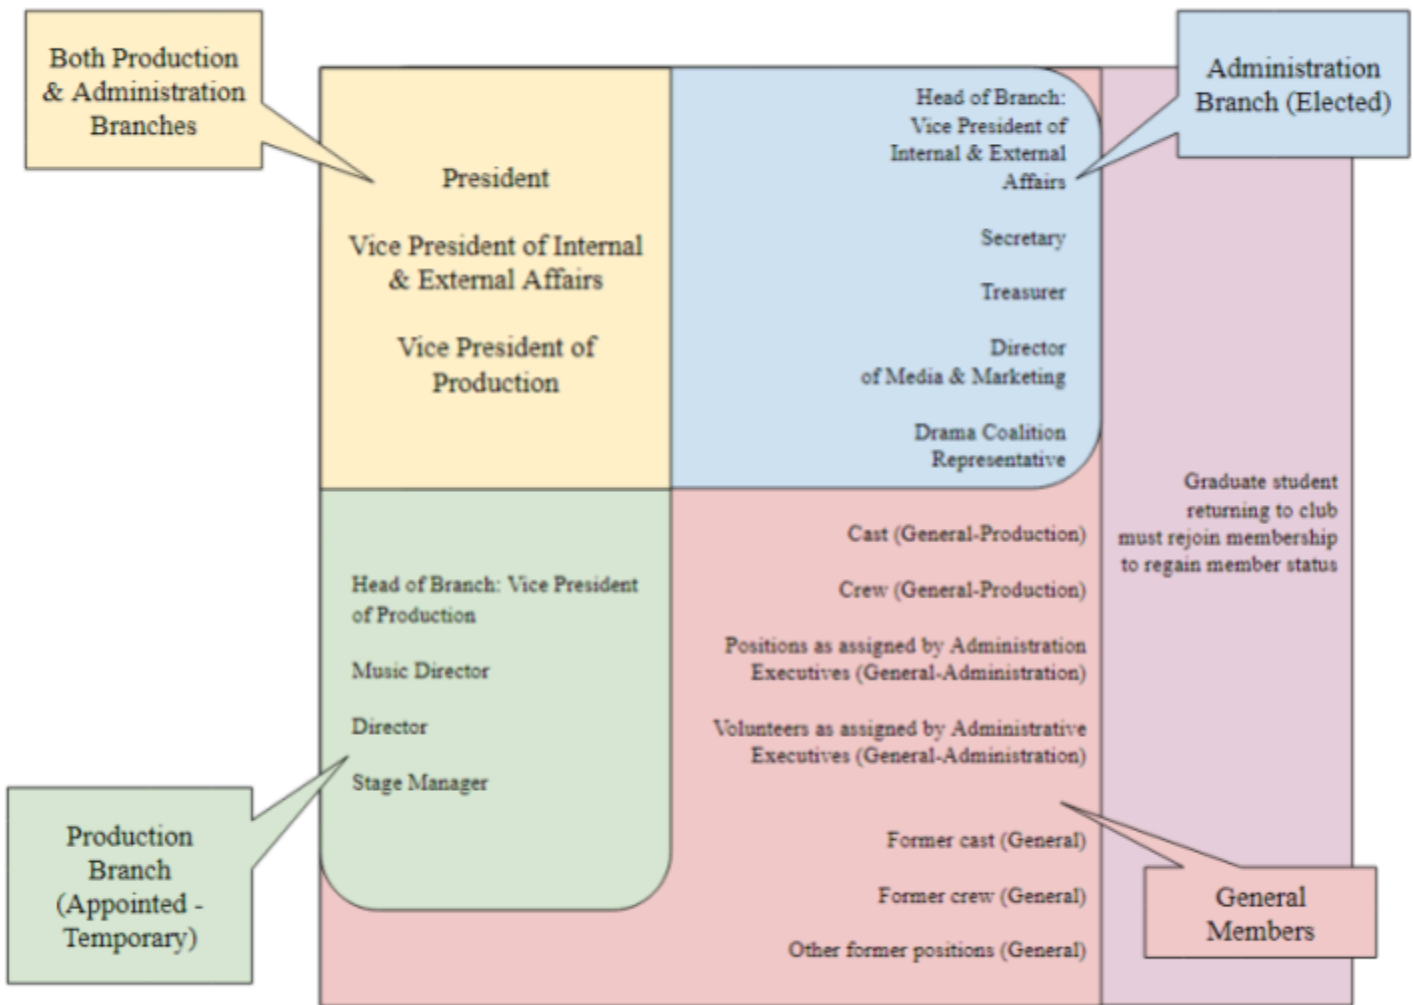 Both Production
& Administration
Branches
President
Vice President of Internal
& External Affairs
Vice President of
Production
Head of Branch:
Vice President of
Internal & External
Affairs
Secretary
Treasurer
Director
of Media & Marketing
Drama Coalition
Representative
Administration
Branch (Elected)
Head of Branch: Vice President
of Production
Music Director
Director
Stage Manager
Production
Branch
(Appointed -
Temporary)
Cast (General-Production)
Crew (General-Production)
Positions as assigned by Administration
Executives (General-Administration)
Volunteers as assigned by Administrative
Executives (General-Administration)
Former cast (General)
Former crew (General)
Other former positions (General)
General
Members
Graduate student
returning to club
must rejoin membership
to regain member status